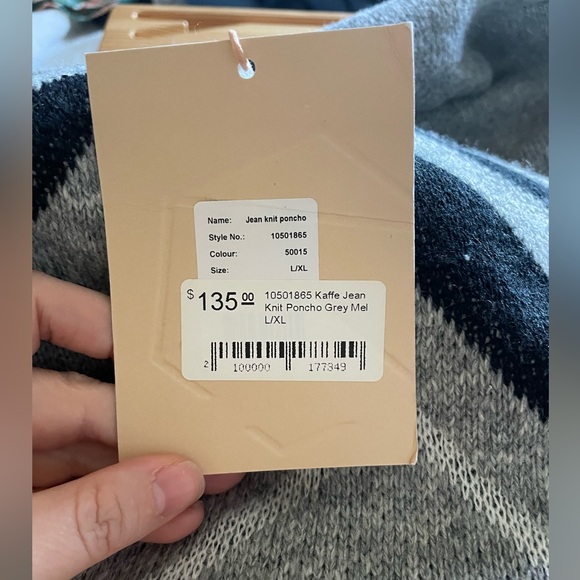 Name: Jean knit poncho
Style No.: 10501865
Colour: 50015
Size: L/XL
$ 135.00 10501865 Kaffe Jean
Knit Poncho Grey Mel
L/XL
2 100000 177349